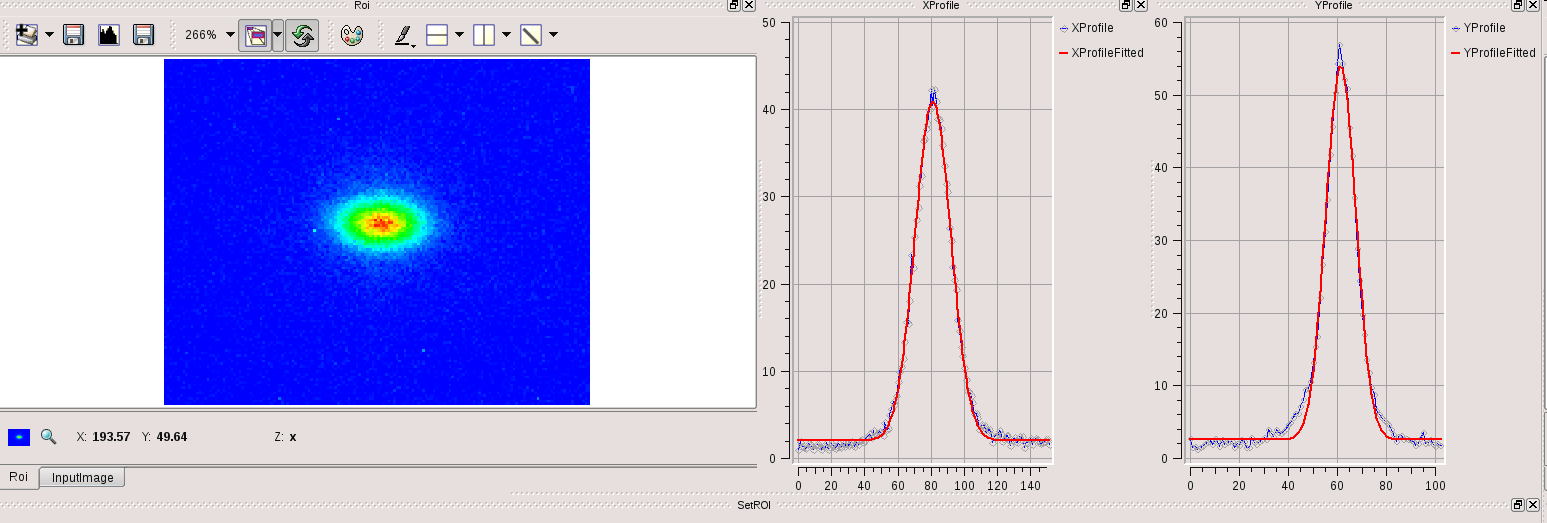 Roi
266%
X: 193.57 Y: 49.64 Z: x
Roi InputImage
XProfile
50
40
30
20
10
0
0 20 40 60 80 100 120 140
XProfile
XProfileFitted
YProfile
60
50
40
30
20
10
0
0 20 40 60 80 100
YProfile
YProfileFitted
SetROI